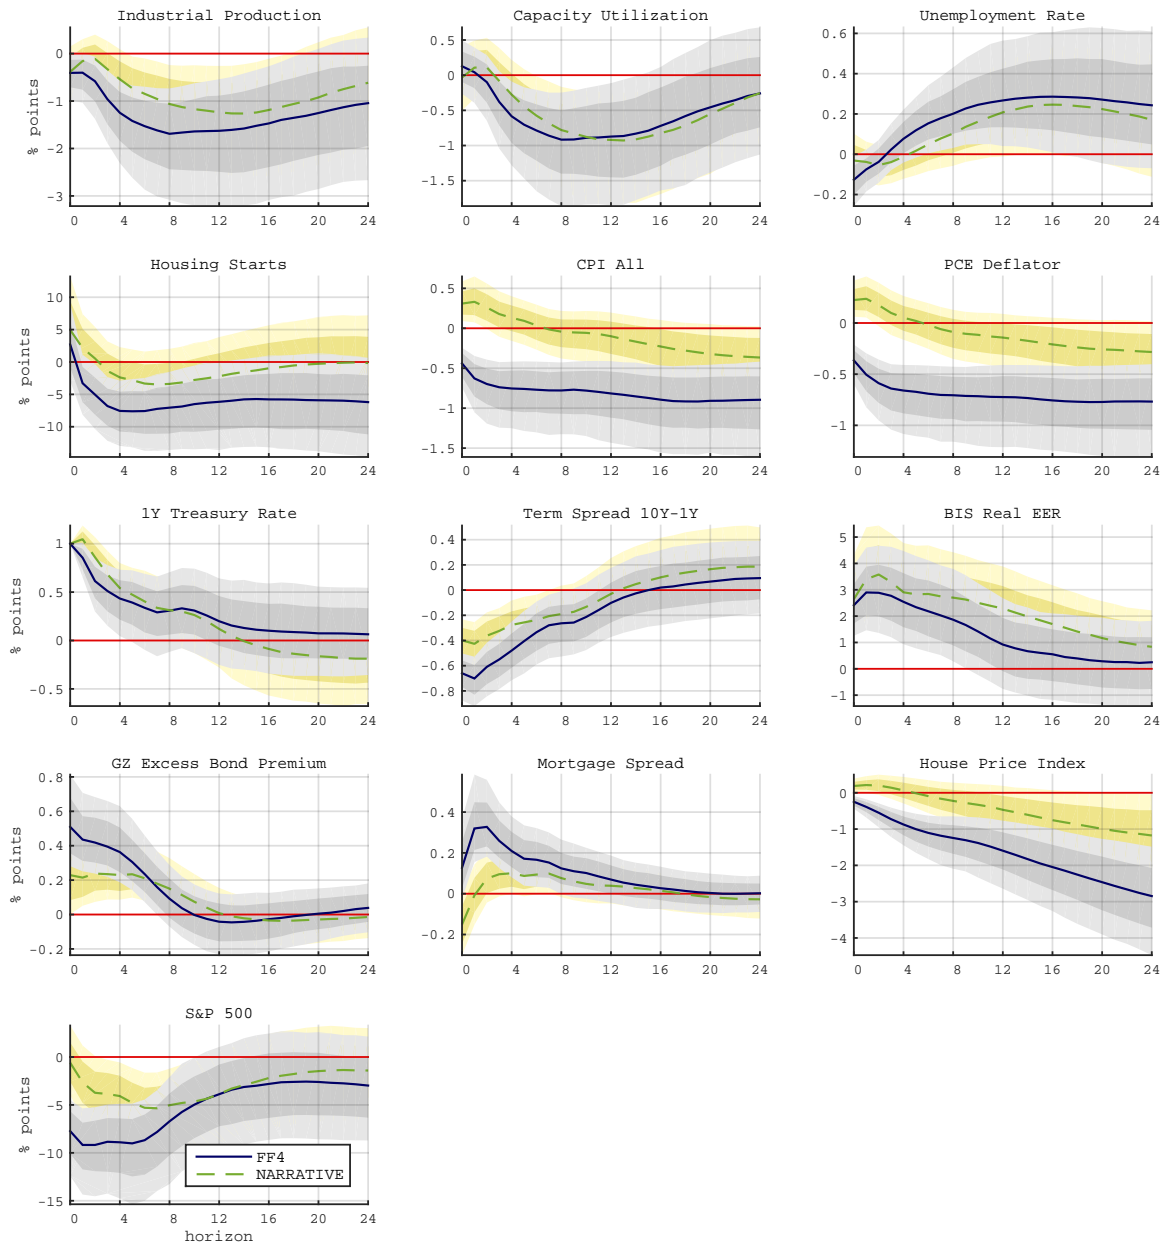 Industrial Production
Capacity Utilization
Unemployment Rate
0
-1
-2
-3
% points
0 4 8 12 16 20 24
0.5
0
-0.5
-1
-1.5
0 4 8 12 16 20 24
0.6
0.4
0.2
0
-0.2
0 4 8 12 16 20 24
Housing Starts
CPI All
PCE Deflator
10
5
0
-5
-10
% points
0 4 8 12 16 20 24
0.5
0
-0.5
-1
-1.5
0 4 8 12 16 20 24
0
-0.5
-1
0 4 8 12 16 20 24
1Y Treasury Rate
Term Spread 10Y-1Y
BIS Real EER
1
0.5
0
-0.5
% points
0 4 8 12 16 20 24
0.4
0.2
0
-0.2
-0.4
-0.6
-0.8
0 4 8 12 16 20 24
5
4
3
2
1
0
-1
0 4 8 12 16 20 24
GZ Excess Bond Premium
Mortgage Spread
House Price Index
0.8
0.6
0.4
0.2
0
-0.2
% points
0 4 8 12 16 20 24
0.4
0.2
0
-0.2
0 4 8 12 16 20 24
0
-1
-2
-3
-4
0 4 8 12 16 20 24
S&P 500
0
-5
-10
-15
% points
FF4
NARRATIVE
0 4 8 12 16 20 24
horizon